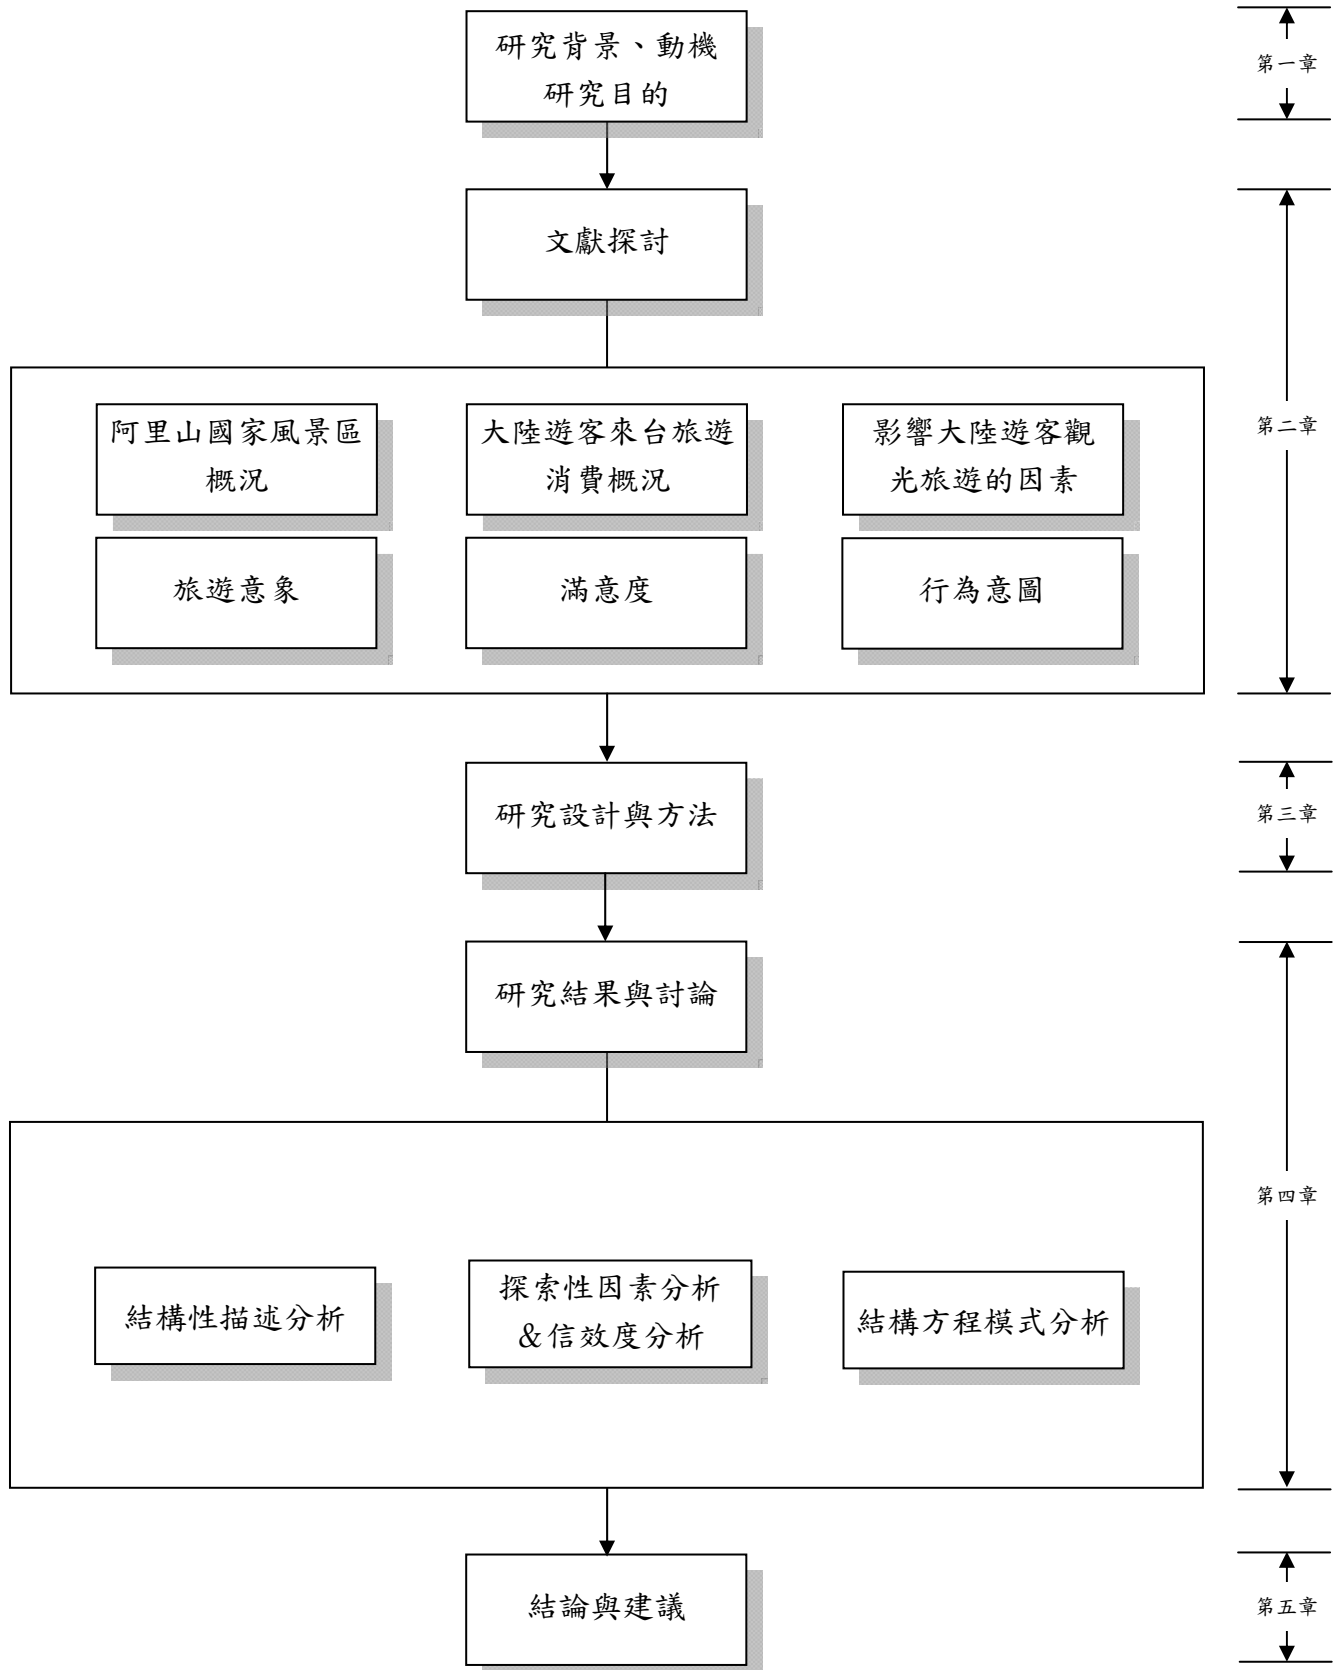 研究背景、動機
研究目的
第一章
文獻探討
阿里山國家風景區
概況
大陸遊客來台旅遊
消費概況
影響大陸遊客觀
光旅遊的因素
旅遊意象
滿意度
行為意圖
第二章
研究設計與方法
第三章
研究結果與討論
結構性描述分析
探索性因素分析
&信效度分析
結構方程模式分析
第四章
結論與建議
第五章